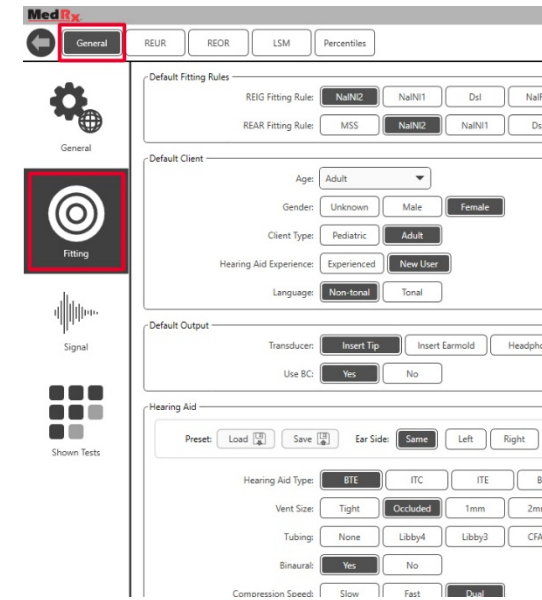 MedRx
General REUR REOR LSM Percentiles
Default Fitting Rules
REIG Fitting Rule: NalNl2 NalNl1 Dsl
REAR Fitting Rule: MSS NalNl2 NalNl1
General
Default Client
Age: Adult
Gender: Unknown Male Female
Client Type: Pediatric Adult
Fitting
Hearing Aid Experience: Experienced New User
Language: Non-tonal Tonal
Default Output
Signal
Transducer: Insert Tip Insert Earmold
Use BC: Yes No
Hearing Aid
Shown Tests
Preset: Load Save Ear Side: Same Left Right
Hearing Aid Type: BTE ITC ITE
Vent Size: Tight Occluded 1mm
Tubing: None Libby4 Libby3
Binaural: Yes No
Compression Speed: Slow Fast Dual